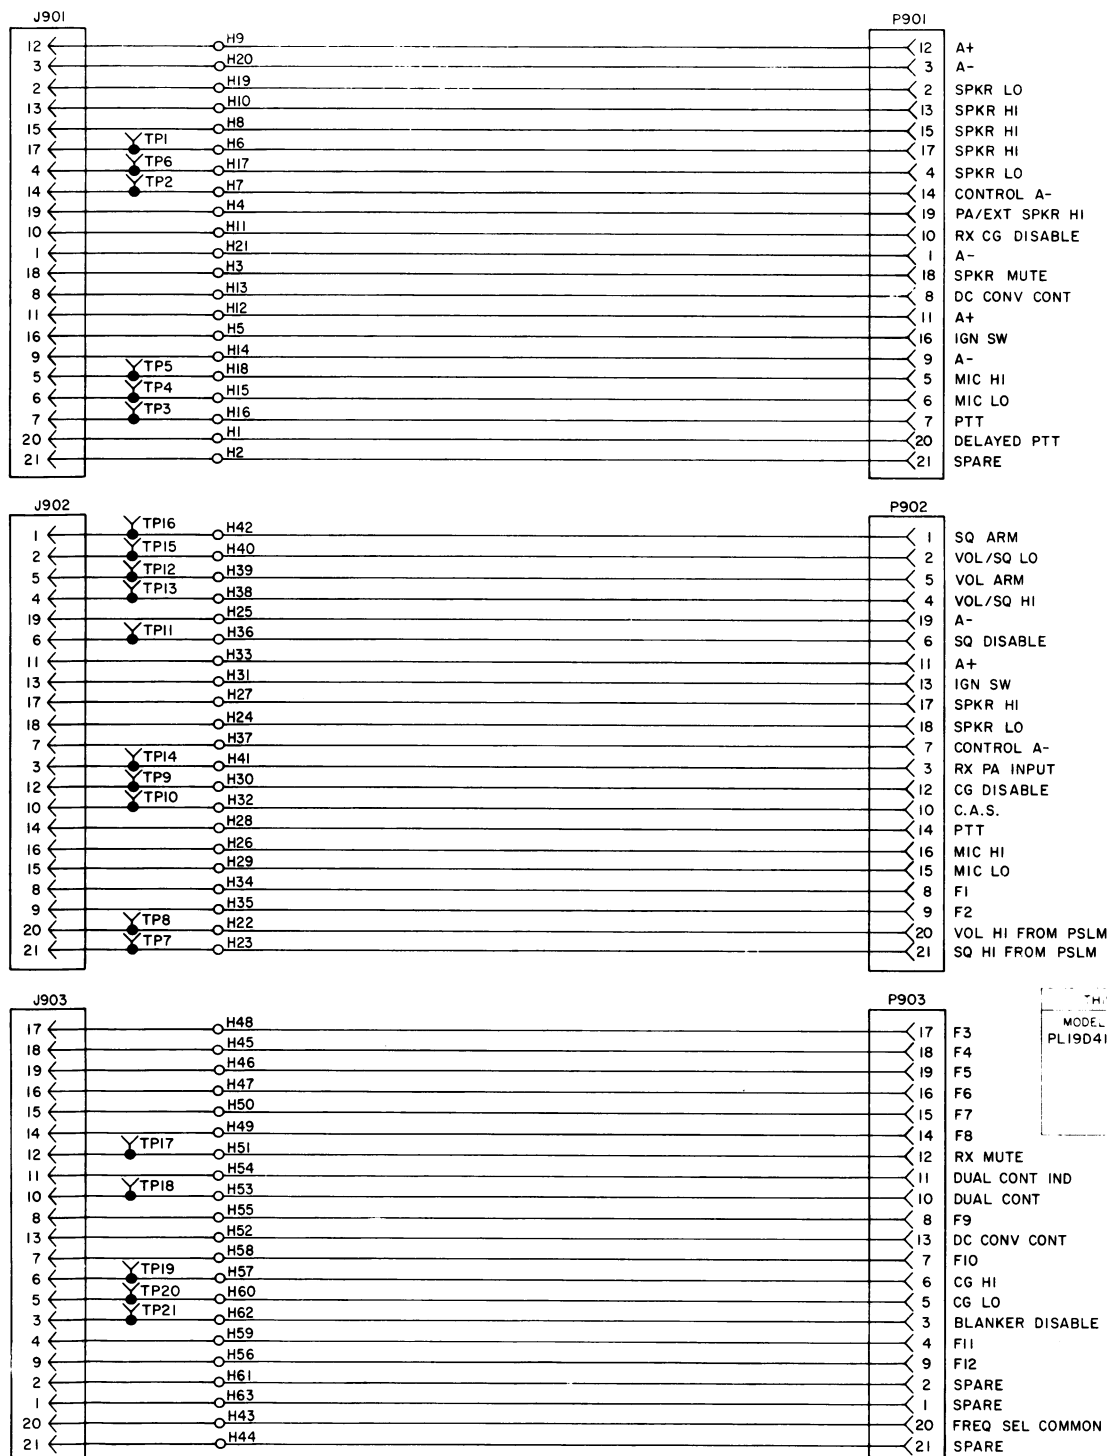 J901 P901
12 H9 12 A+
3 H20 3 A-
2 H19 2 SPKR LO
13 H10 13 SPKR HI
15 H8 15 SPKR HI
17 TP1 H6 17 SPKR HI
4 TP6 H17 4 SPKR LO
14 TP2 H7 14 CONTROL A-
19 H4 19 PA/EXT SPKR HI
10 H11 10 RX CG DISABLE
1 H21 1 A-
18 H3 18 SPKR MUTE
8 H13 8 DC CONV CONT
11 H12 11 A+
16 H5 16 IGN SW
9 H14 9 A-
5 TP5 H18 5 MIC HI
6 TP4 H15 6 MIC LO
7 TP3 H16 7 PTT
20 H1 20 DELAYED PTT
21 H2 21 SPARE
J902 P902
1 TP16 H42 1 SQ ARM
2 TP15 H40 2 VOL/SQ LO
5 TP12 H39 5 VOL ARM
4 TP13 H38 4 VOL/SQ HI
19 H25 19 A-
6 TP11 H36 6 SQ DISABLE
11 H33 11 A+
13 H31 13 IGN SW
17 H27 17 SPKR HI
18 H24 18 SPKR LO
7 H37 7 CONTROL A-
3 TP14 H41 3 RX PA INPUT
12 TP9 H30 12 CG DISABLE
10 TP10 H32 10 C.A.S.
14 H28 14 PTT
16 H26 16 MIC HI
15 H29 15 MIC LO
8 H34 8 F1
9 H35 9 F2
20 TP8 H22 20 VOL HI FROM PSLM
21 TP7 H23 21 SQ HI FROM PSLM
J903 P903
17 H48 17 F3 MODEL
18 H45 18 F4 PL19D41
19 H46 19 F5
16 H47 16 F6
15 H50 15 F7
14 H49 14 F8
12 TP17 H51 12 RX MUTE
11 H54 11 DUAL CONT IND
10 TP18 H53 10 DUAL CONT
8 H55 8 F9
13 H52 13 DC CONV CONT
7 H58 7 F10
6 TP19 H57 6 CG HI
5 TP20 H60 5 CG LO
3 TP21 H62 3 BLANKER DISABLE
4 H59 4 F11
9 H56 9 F12
2 H61 2 SPARE
1 H63 1 SPARE
20 H43 20 FREQ SEL COMMON
21 H44 21 SPARE